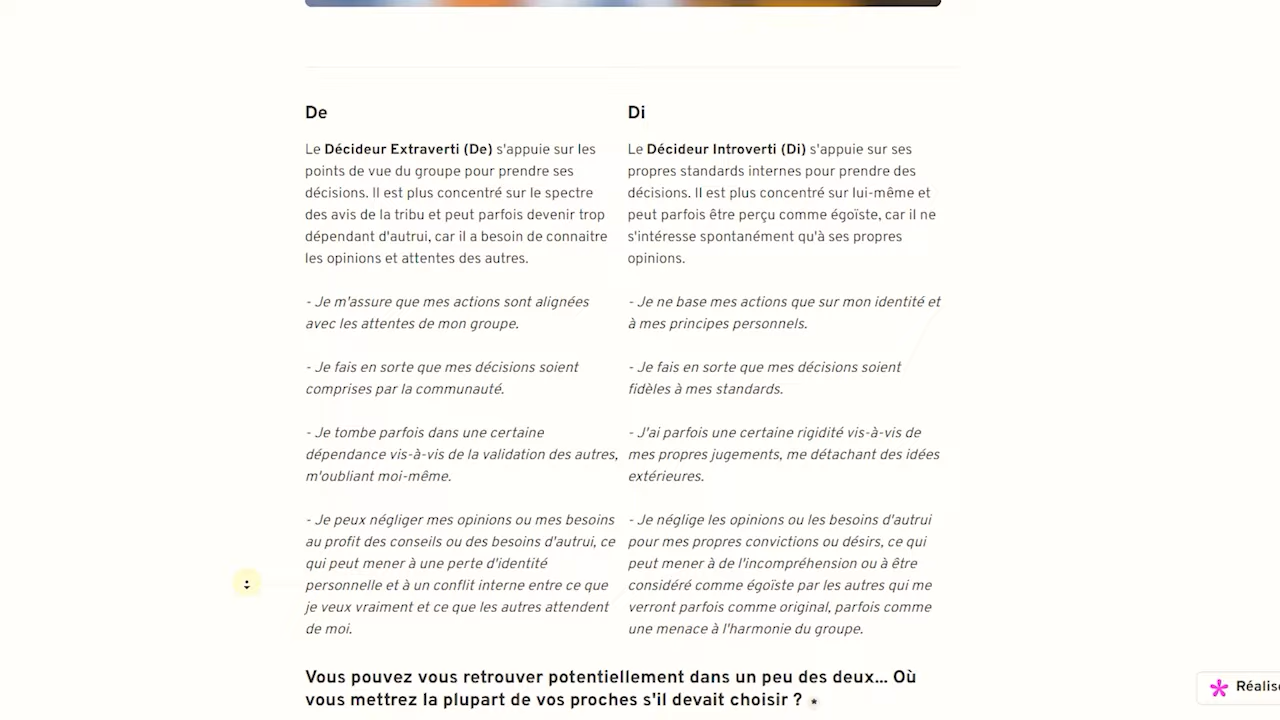 De
Le Décideur Extraverti (De) s'appuie sur les
points de vue du groupe pour prendre ses
décisions. Il est plus concentré sur le spectre
des avis de la tribu et peut parfois devenir trop
dépendant d'autrui, car il a besoin de connaitre
les opinions et attentes des autres.
- Je m'assure que mes actions sont alignées
avec les attentes de mon groupe.
- Je fais en sorte que mes décisions soient
comprises par la communauté.
- Je tombe parfois dans une certaine
dépendance vis-à-vis de la validation des autres,
m'oubliant moi-même.
- Je peux négliger mes opinions ou mes besoins
au profit des conseils ou des besoins d'autrui, ce
qui peut mener à une perte d'identité
personnelle et à un conflit interne entre ce que
je veux vraiment et ce que les autres attendent
de moi.
Di
Le Décideur Introverti (Di) s'appuie sur ses
propres standards internes pour prendre des
décisions. Il est plus concentré sur lui-même et
peut parfois être perçu comme égoïste, car il ne
s'intéresse spontanément qu'à ses propres
opinions.
- Je ne base mes actions que sur mon identité et
à mes principes personnels.
- Je fais en sorte que mes décisions soient
fidèles à mes standards.
- J'ai parfois une certaine rigidité vis-à-vis de
mes propres jugements, me détachant des idées
extérieures.
- Je néglige les opinions ou les besoins d'autrui
pour mes propres convictions ou désirs, ce qui
peut mener à de l'incompréhension ou à être
considéré comme égoïste par les autres qui me
verront parfois comme original, parfois comme
une menace à l'harmonie du groupe.
Vous pouvez vous retrouver potentiellement dans un peu des deux... Où
vous mettrez la plupart de vos proches s'il devait choisir ? *